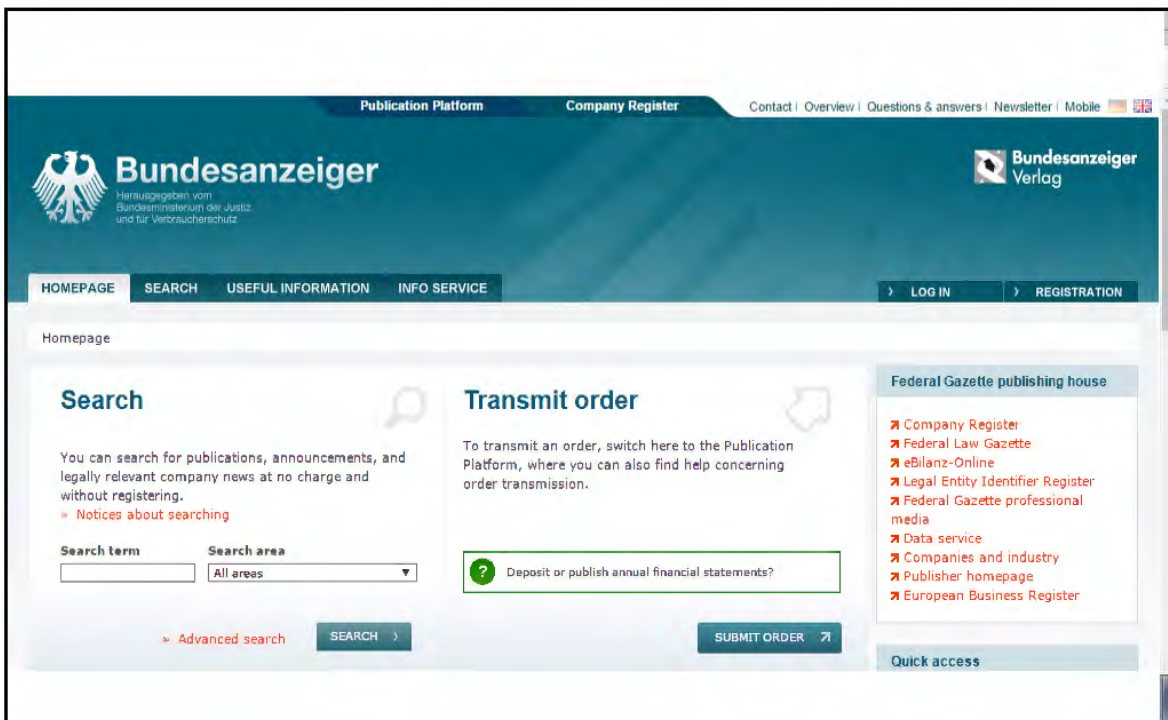 Publication Platform
Company Register
Contact | Overview | Questions & answers | Newsletter | Mobile
Bundesanzeiger
Herausgegeben vom
Bundesministerium der Justiz
und für Verbraucherschutz
Bundesanzeiger
Verlag
HOMEPAGE
SEARCH
USEFUL INFORMATION
INFO SERVICE
› LOG IN
› REGISTRATION
Homepage
Search
You can search for publications, announcements, and
legally relevant company news at no charge and
without registering.
» Notices about searching
Search term
Search area
All areas
» Advanced search
SEARCH ›
Transmit order
To transmit an order, switch here to the Publication
Platform, where you can also find help concerning
order transmission.
? Deposit or publish annual financial statements?
SUBMIT ORDER
Federal Gazette publishing house
Company Register
Federal Law Gazette
eBilanz-Online
Legal Entity Identifier Register
Federal Gazette professional
media
Data service
Companies and industry
Publisher homepage
European Business Register
Quick access